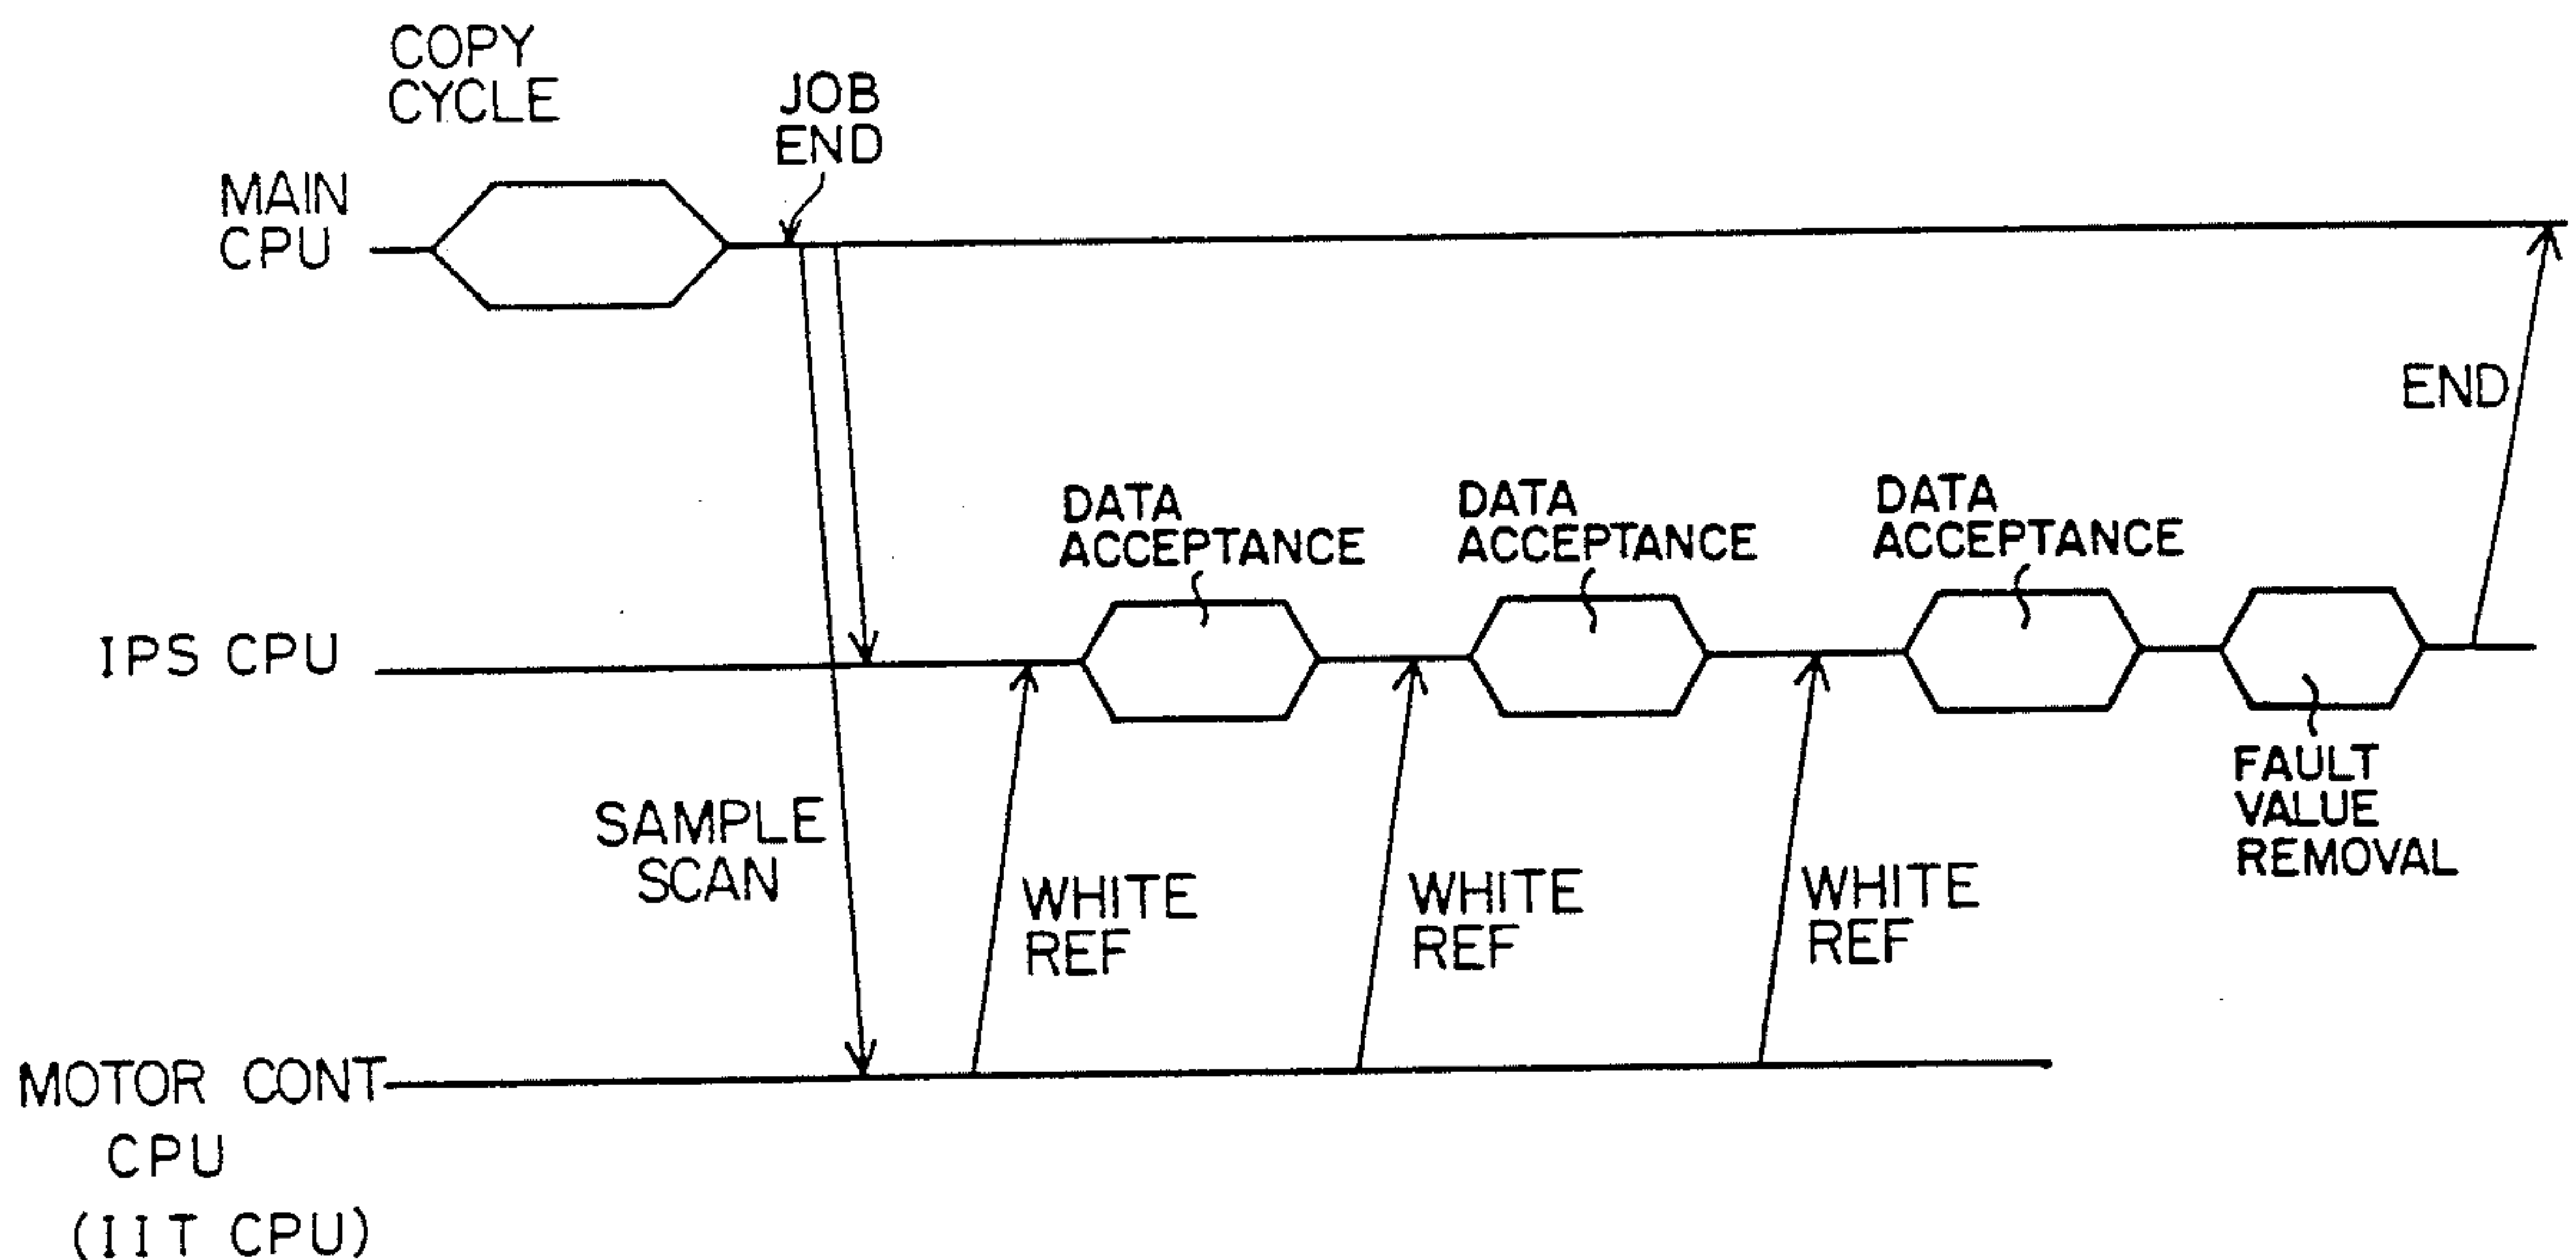 COPY
CYCLE
JOB
END
MAIN
CPU
END
DATA
ACCEPTANCE
DATA
ACCEPTANCE
DATA
ACCEPTANCE
IPS CPU
FAULT
VALUE
REMOVAL
SAMPLE
SCAN
WHITE
REF
WHITE
REF
WHITE
REF
MOTOR CONT
CPU
(IIT CPU)